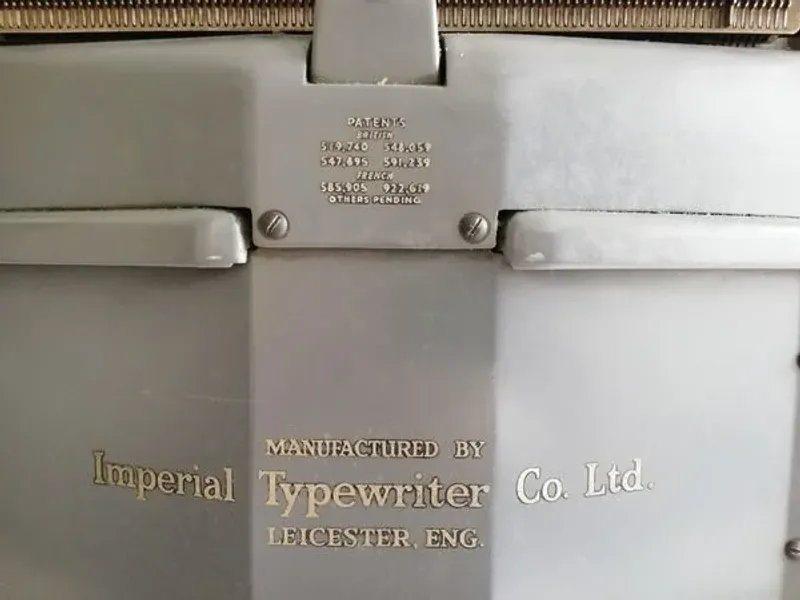 PATENTS
BRITISH
519,740 548,059
547,895 591,239
FRENCH
585,905 922,619
OTHERS PENDING
MANUFACTURED BY
Imperial Typewriter Co. Ltd.
LEICESTER, ENG.